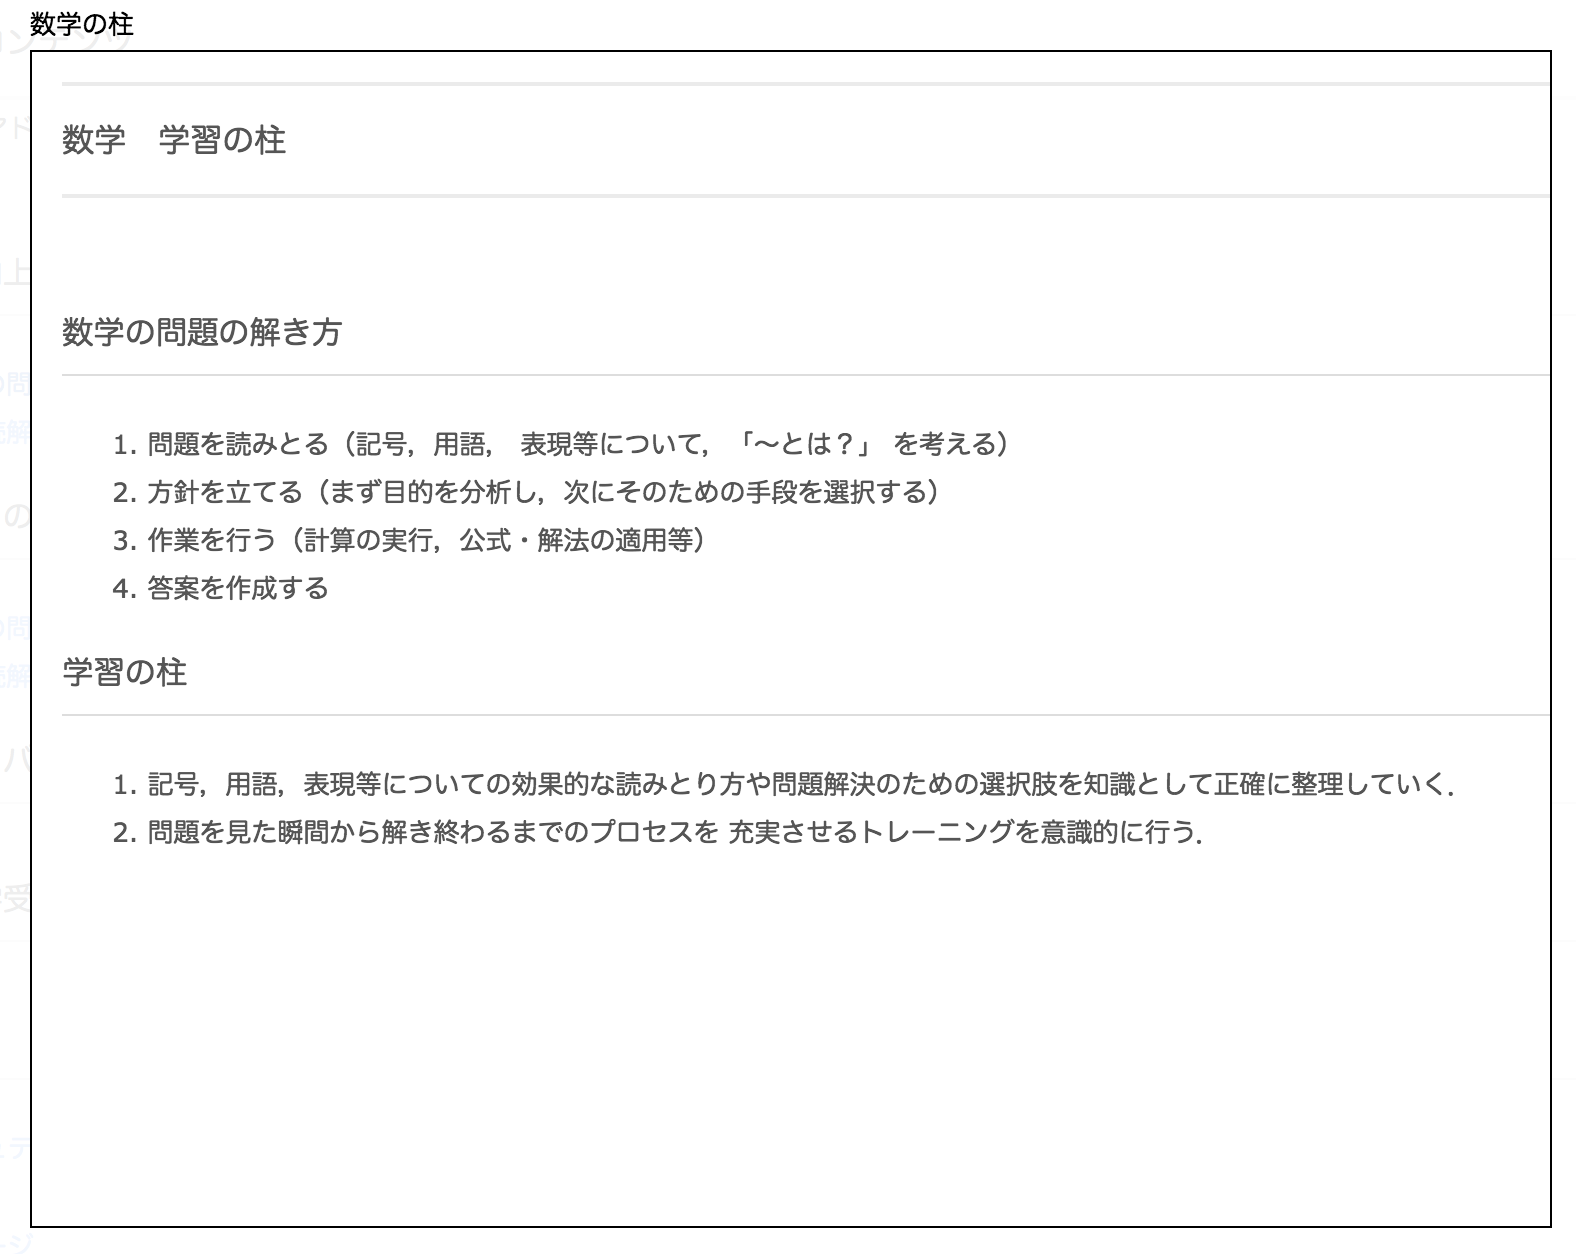 数学の柱
数学　学習の柱
数学の問題の解き方
1. 問題を読みとる（記号，用語， 表現等について，「～とは？」 を考える）
2. 方針を立てる（まず目的を分析し，次にそのための手段を選択する）
3. 作業を行う（計算の実行，公式・解法の適用等）
4. 答案を作成する
学習の柱
1. 記号，用語，表現等についての効果的な読みとり方や問題解決のための選択肢を知識として正確に整理していく．
2. 問題を見た瞬間から解き終わるまでのプロセスを 充実させるトレーニングを意識的に行う．